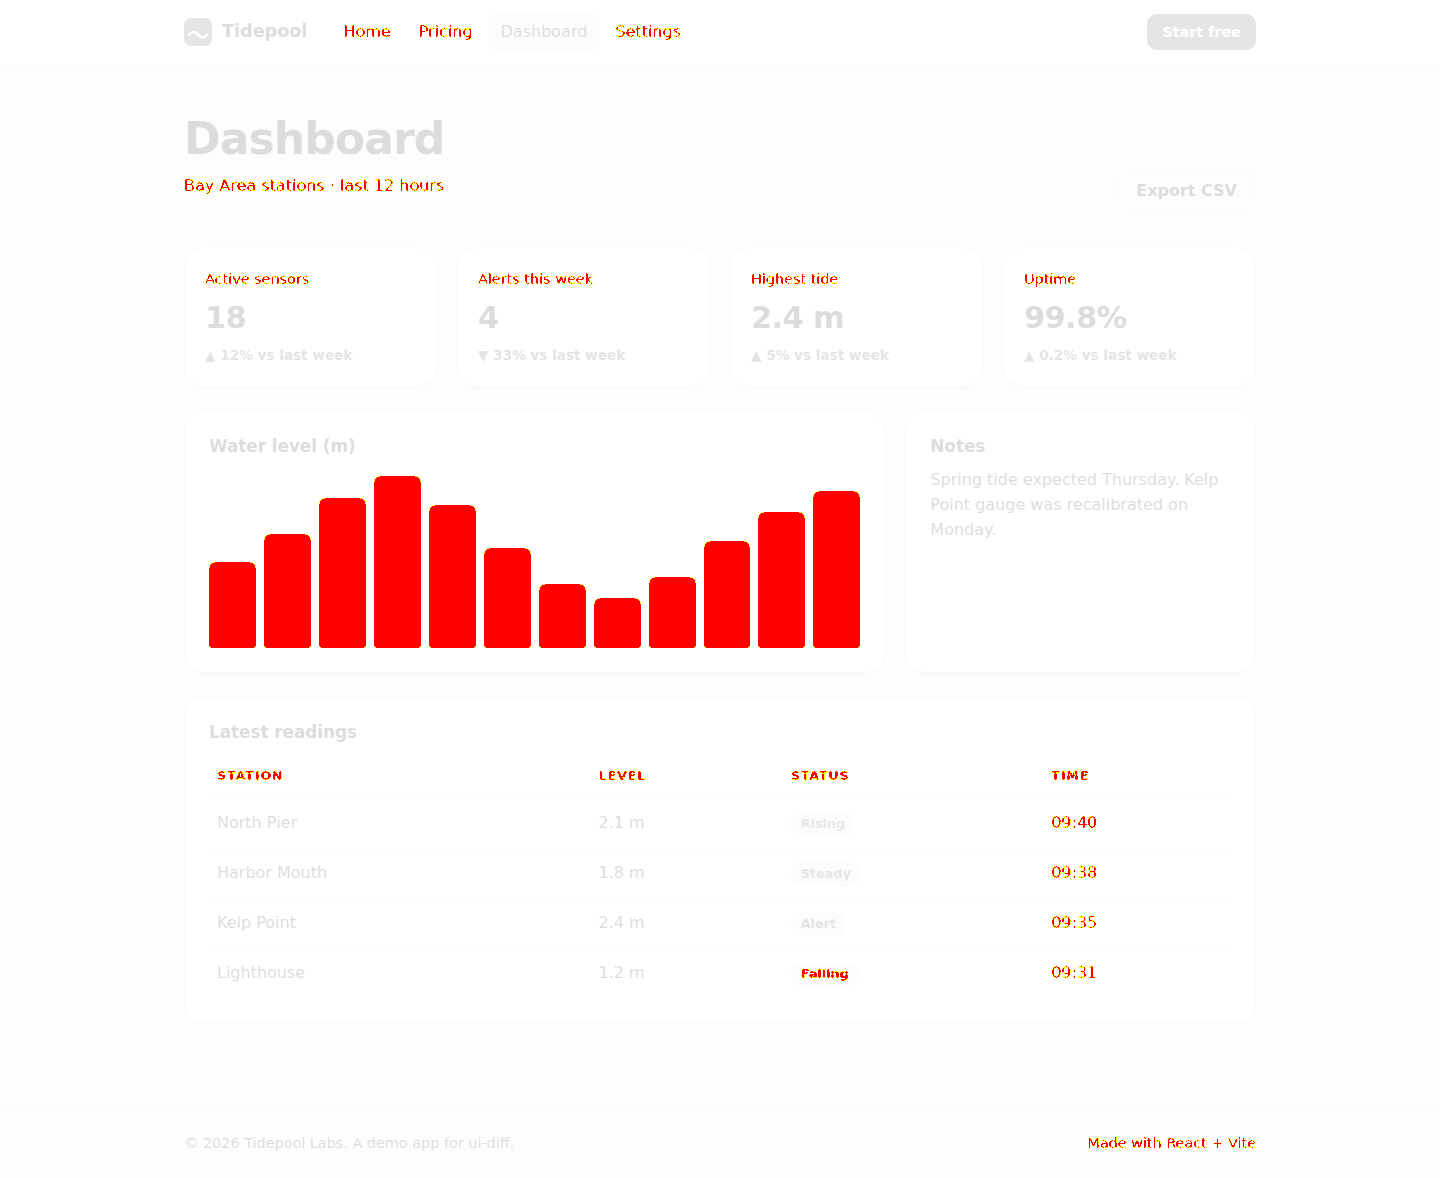 Tidepool Home Pricing Dashboard Settings Start free
Dashboard
Bay Area stations · last 12 hours
Export CSV
Active sensors
18
▲ 12% vs last week
Alerts this week
4
▼ 33% vs last week
Highest tide
2.4 m
▲ 5% vs last week
Uptime
99.8%
▲ 0.2% vs last week
Water level (m)
Notes
Spring tide expected Thursday. Kelp
Point gauge was recalibrated on
Monday.
Latest readings
STATION LEVEL STATUS TIME
North Pier 2.1 m Rising 09:40
Harbor Mouth 1.8 m Steady 09:38
Kelp Point 2.4 m Alert 09:35
Lighthouse 1.2 m Falling 09:31
© 2026 Tidepool Labs. A demo app for ui-diff. Made with React + Vite